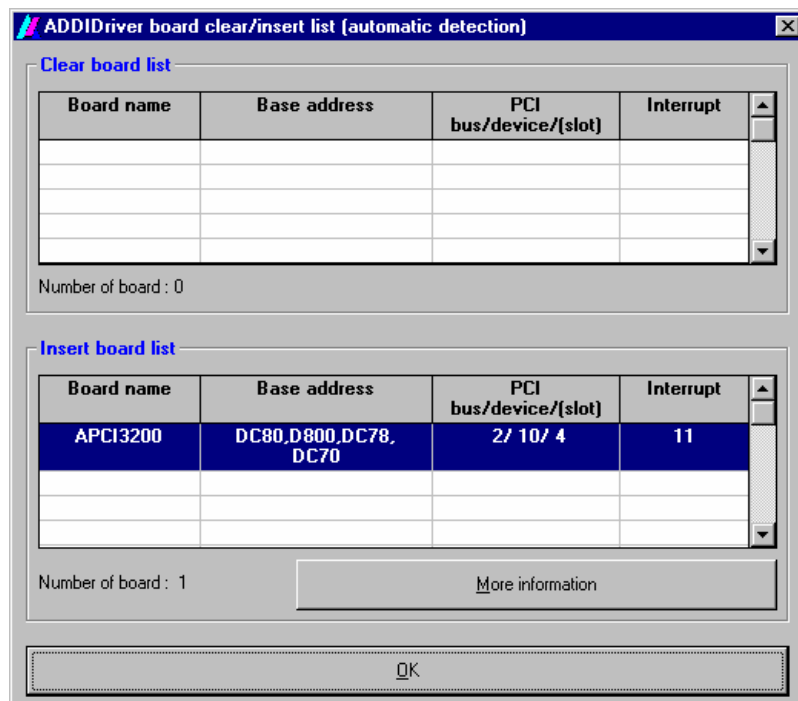 ADDIDriver board clear/insert list (automatic detection)
Clear board list
Board name Base address PCI bus/device/(slot) Interrupt
Number of board : 0
Insert board list
Board name Base address PCI bus/device/(slot) Interrupt
APCI3200 DC80,D800,DC78, DC70 2/ 10/ 4 11
Number of board : 1 More information
OK